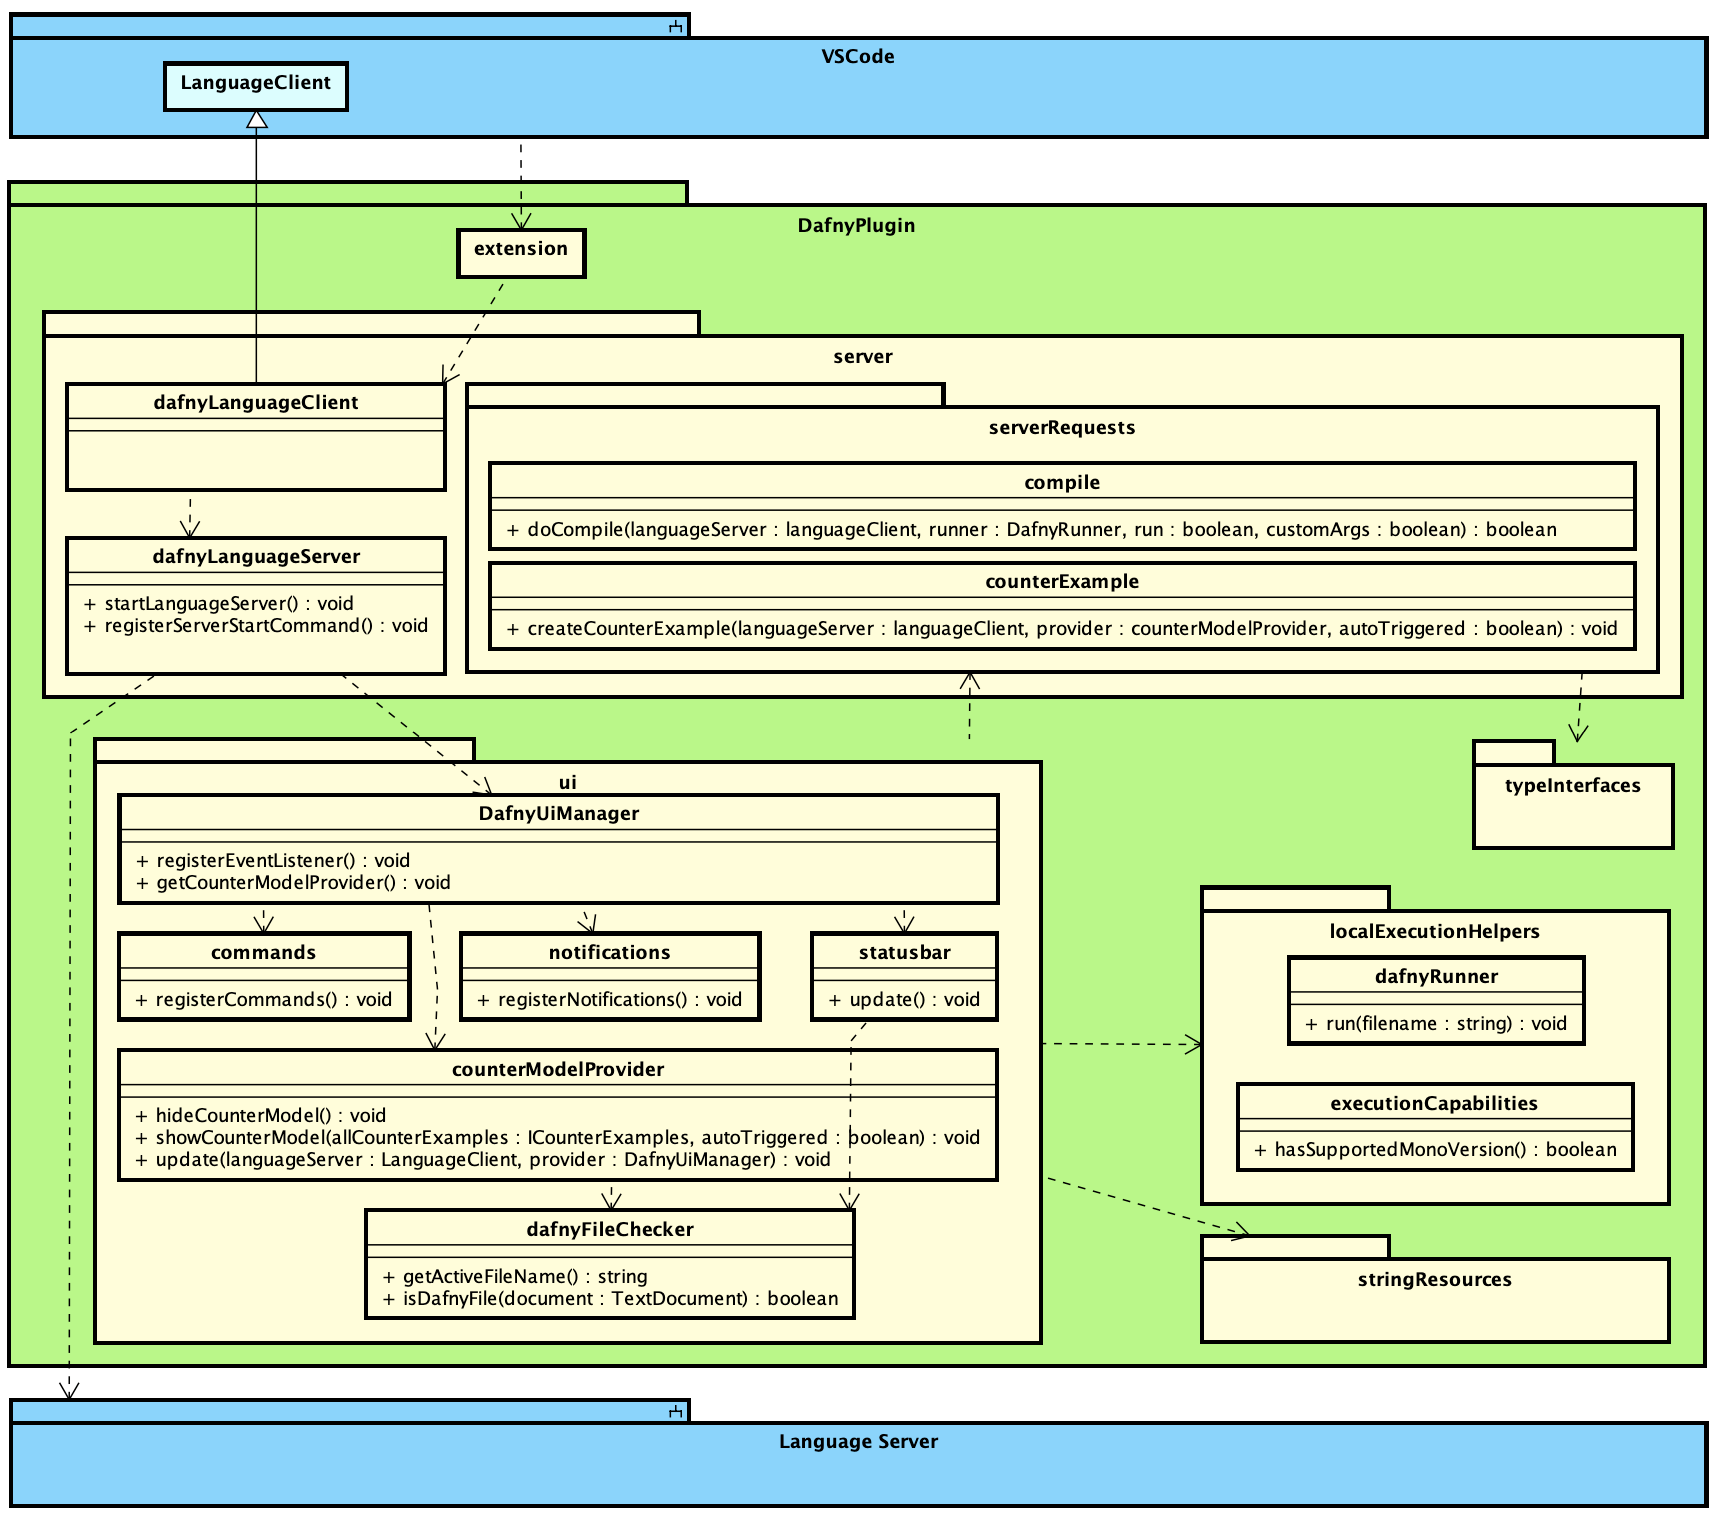 VSCode
LanguageClient
DafnyPlugin
extension
server
dafnyLanguageClient
serverRequests
compile
+ doCompile(languageServer : languageClient, runner : DafnyRunner, run : boolean, customArgs : boolean) : boolean
dafnyLanguageServer
+ startLanguageServer() : void
+ registerServerStartCommand() : void
counterExample
+ createCounterExample(languageServer : languageClient, provider : counterModelProvider, autoTriggered : boolean) : void
ui
DafnyUiManager
+ registerEventListener() : void
+ getCounterModelProvider() : void
typeInterfaces
commands
+ registerCommands() : void
notifications
+ registerNotifications() : void
statusbar
+ update() : void
localExecutionHelpers
dafnyRunner
+ run(filename : string) : void
counterModelProvider
+ hideCounterModel() : void
+ showCounterModel(allCounterExamples : ICounterExamples, autoTriggered : boolean) : void
+ update(languageServer : LanguageClient, provider : DafnyUiManager) : void
executionCapabilities
+ hasSupportedMonoVersion() : boolean
dafnyFileChecker
+ getActiveFileName() : string
+ isDafnyFile(document : TextDocument) : boolean
stringResources
Language Server